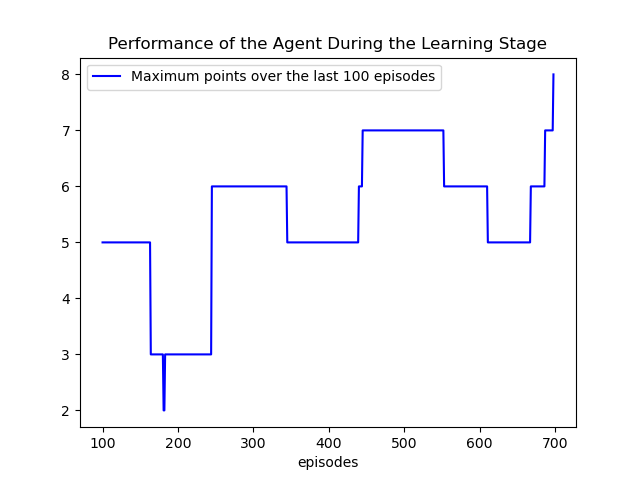 Performance of the Agent During the Learning Stage
Maximum points over the last 100 episodes
8
7
6
5
4
3
2
100 200 300 400 500 600 700
episodes